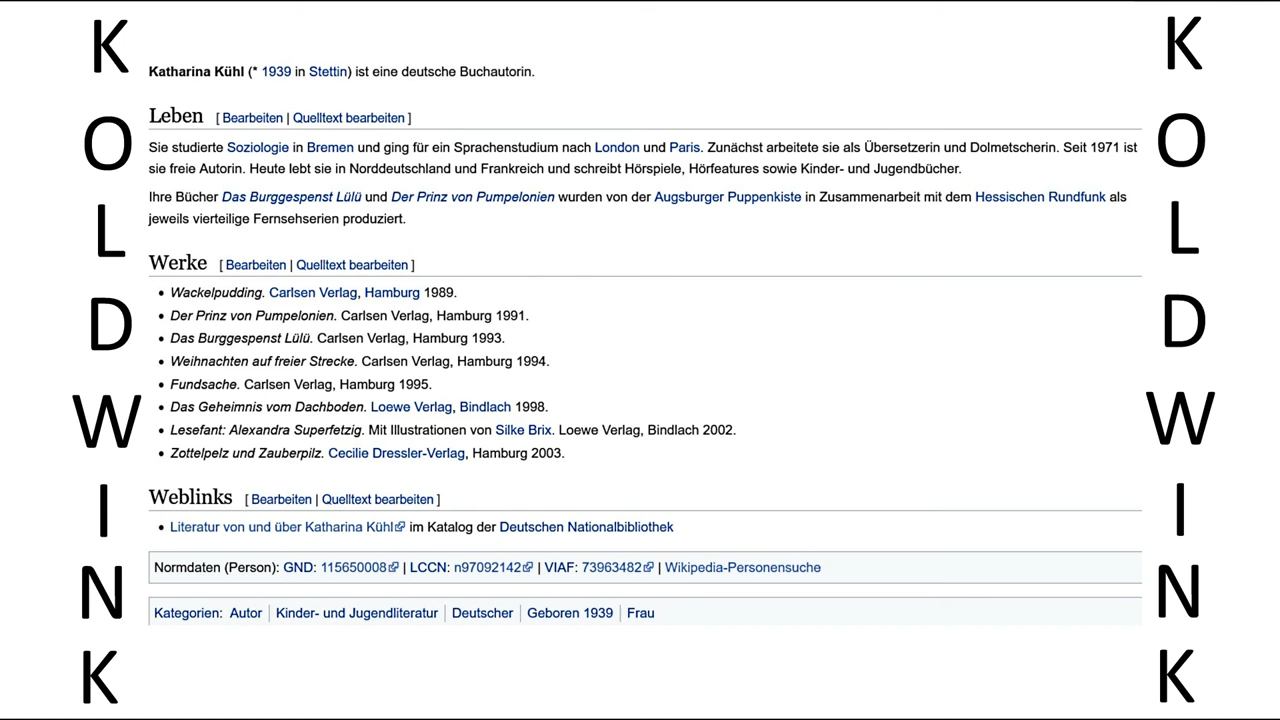 KOLDWINK
Katharina Kühl (* 1939 in Stettin) ist eine deutsche Buchautorin.
Leben [ Bearbeiten | Quelltext bearbeiten ]
Sie studierte Soziologie in Bremen und ging für ein Sprachenstudium nach London und Paris. Zunächst arbeitete sie als Übersetzerin und Dolmetscherin. Seit 1971 ist
sie freie Autorin. Heute lebt sie in Norddeutschland und Frankreich und schreibt Hörspiele, Hörfeatures sowie Kinder- und Jugendbücher.
Ihre Bücher Das Burggespenst Lülü und Der Prinz von Pumpelonien wurden von der Augsburger Puppenkiste in Zusammenarbeit mit dem Hessischen Rundfunk als
jeweils vierteilige Fernsehserien produziert.
Werke [ Bearbeiten | Quelltext bearbeiten ]
• Wackelpudding. Carlsen Verlag, Hamburg 1989.
• Der Prinz von Pumpelonien. Carlsen Verlag, Hamburg 1991.
• Das Burggespenst Lülü. Carlsen Verlag, Hamburg 1993.
• Weihnachten auf freier Strecke. Carlsen Verlag, Hamburg 1994.
• Fundsache. Carlsen Verlag, Hamburg 1995.
• Das Geheimnis vom Dachboden. Loewe Verlag, Bindlach 1998.
• Lesefant: Alexandra Superfetzig. Mit Illustrationen von Silke Brix. Loewe Verlag, Bindlach 2002.
• Zottelpelz und Zauberpilz. Cecilie Dressler-Verlag, Hamburg 2003.
Weblinks [ Bearbeiten | Quelltext bearbeiten ]
• Literatur von und über Katharina Kühl im Katalog der Deutschen Nationalbibliothek
Normdaten (Person): GND: 115650008 | LCCN: n97092142 | VIAF: 73963482 | Wikipedia-Personensuche
Kategorien: Autor | Kinder- und Jugendliteratur | Deutscher | Geboren 1939 | Frau
KOLDWINK